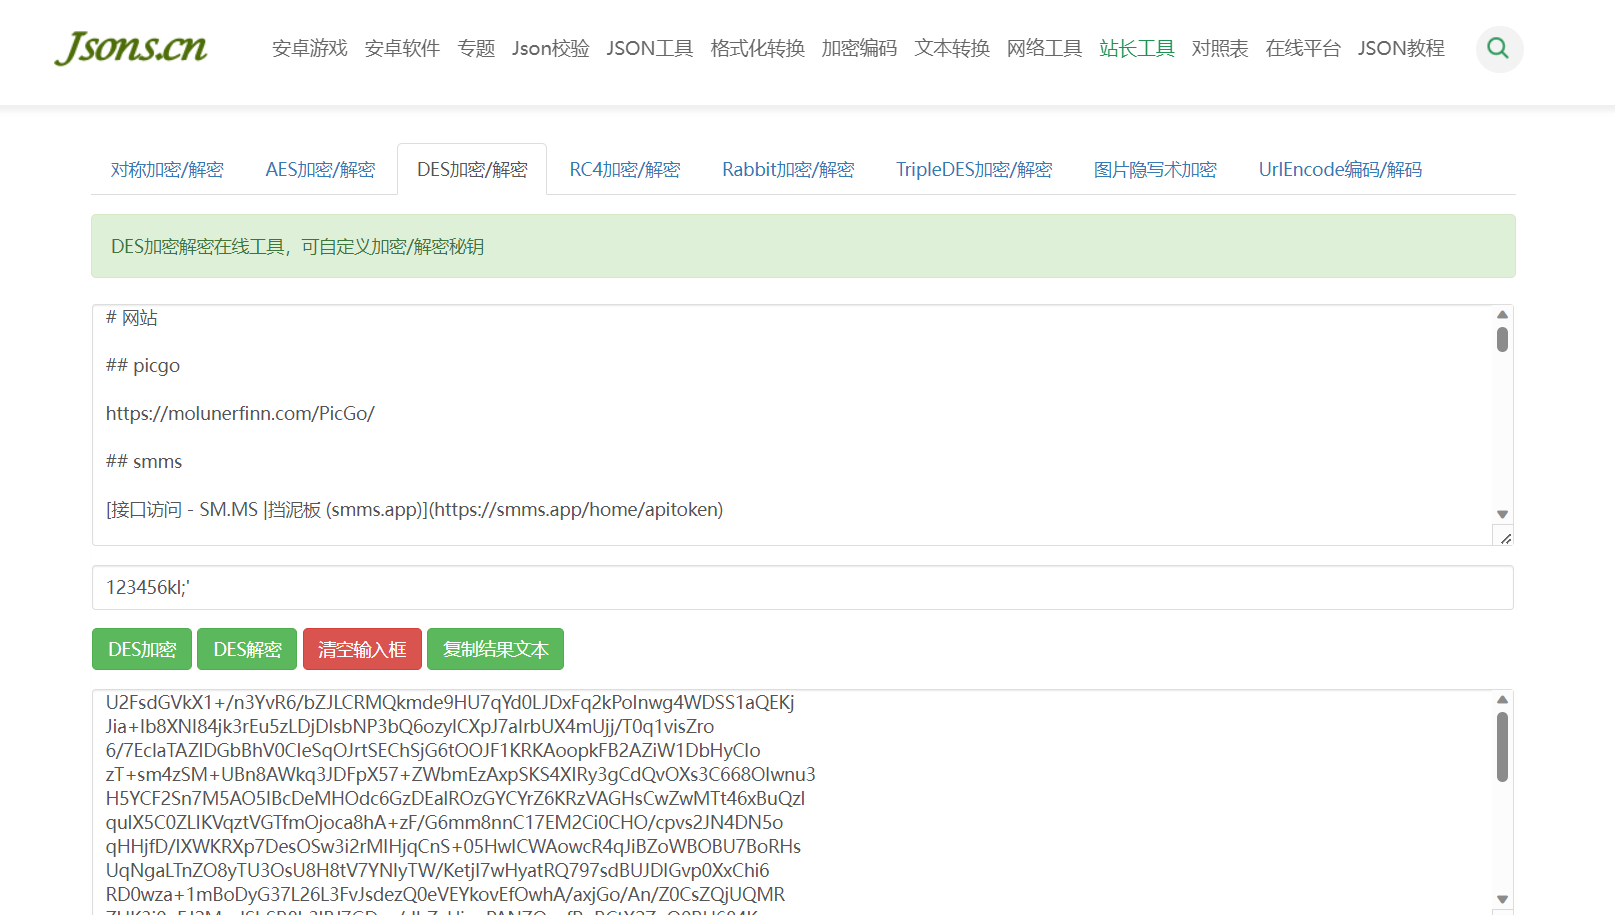 Jsons.cn
安卓游戏 安卓软件 专题 Json校验 JSON工具 格式化转换 加密编码 文本转换 网络工具 站长工具 对照表 在线平台 JSON教程
对称加密/解密 AES加密/解密 DES加密/解密 RC4加密/解密 Rabbit加密/解密 TripleDES加密/解密 图片隐写术加密 UrlEncode编码/解码
DES加密解密在线工具，可自定义加密/解密秘钥
# 网站
## picgo
https://molunerfinn.com/PicGo/
## smms
[接口访问 - SM.MS |挡泥板 (smms.app)](https://smms.app/home/apitoken)
123456kl;'
DES加密 DES解密 清空输入框 复制结果文本
U2FsdGVkX1+/n3YvR6/bZJLCRMQkmde9HU7qYd0LJDxFq2kPoInwg4WDSS1aQEKj
Jia+Ib8XNI84jk3rEu5zLDjDlsbNP3bQ6ozylCXpJ7aIrbUX4mUjj/T0q1visZro
6/7EclaTAZlDGbBhV0CIeSqOJrtSEChSjG6tOOJF1KRKAoopkFB2AZiW1DbHyCIo
zT+sm4zSM+UBn8AWkq3JDFpX57+ZWbmEzAxpSKS4XIRy3gCdQvOXs3C668OIwnu3
H5YCF2Sn7M5AO5IBcDeMHOdc6GzDEalROzGYCYrZ6KRzVAGHsCwZwMTt46xBuQzI
quIX5C0ZLIKVqztVGTfmOjoca8hA+zF/G6mm8nnC17EM2Ci0CHO/cpvs2JN4DN5o
qHHjfD/IXWKRXp7DesOSw3i2rMIHjqCnS+05HwICWAowcR4qJiBZoWBOBU7BoRHs
UqNgaLTnZO8yTU3OsU8H8tV7YNIyTW/KetjI7wHyatRQ797sdBUJDIGvp0XxChi6
RD0wza+1mBoDyG37L26L3FvJsdezQ0eVEYkovEfOwhA/axjGo/An/Z0CsZQjUQMR